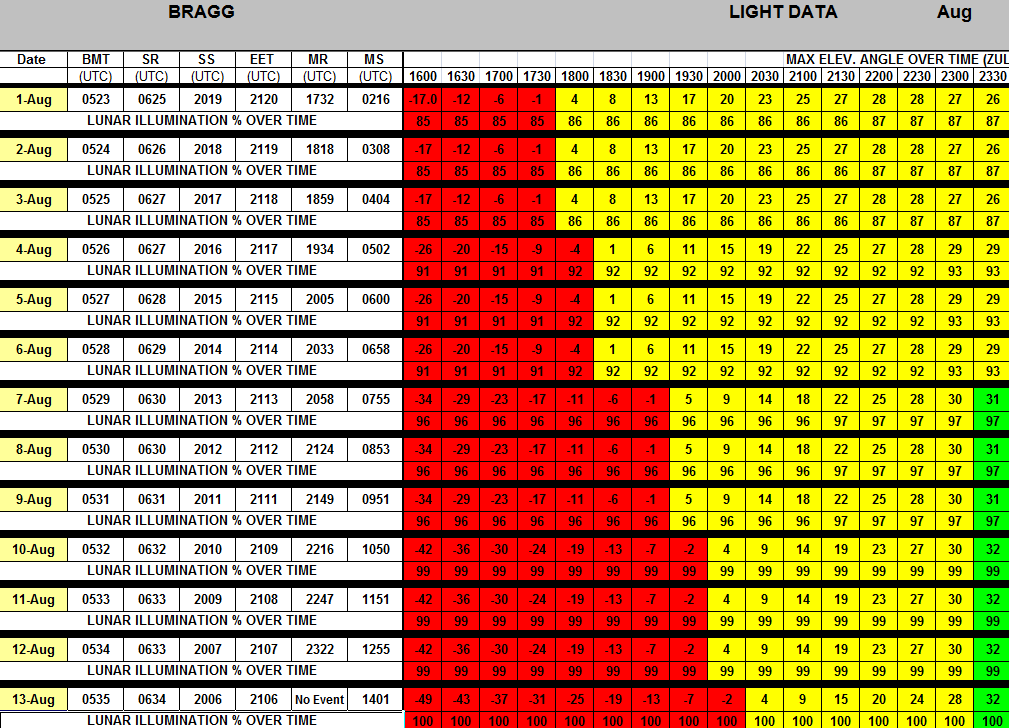 BRAGG LIGHT DATA Aug
Date BMT SR SS EET MR MS MAX ELEV. ANGLE OVER TIME (ZUL
(UTC) (UTC) (UTC) (UTC) (UTC) (UTC) 1600 1630 1700 1730 1800 1830 1900 1930 2000 2030 2100 2130 2200 2230 2300 2330
1-Aug 0523 0625 2019 2120 1732 0216 -17.0 -12 -6 -1 4 8 13 17 20 23 25 27 28 28 27 26
LUNAR ILLUMINATION % OVER TIME 85 85 85 85 86 86 86 86 86 86 86 86 87 87 87 87
2-Aug 0524 0626 2018 2119 1818 0308 -17 -12 -6 -1 4 8 13 17 20 23 25 27 28 28 27 26
LUNAR ILLUMINATION % OVER TIME 85 85 85 85 86 86 86 86 86 86 86 86 87 87 87 87
3-Aug 0525 0627 2017 2118 1859 0404 -17 -12 -6 -1 4 8 13 17 20 23 25 27 28 28 27 26
LUNAR ILLUMINATION % OVER TIME 85 85 85 85 86 86 86 86 86 86 86 86 87 87 87 87
4-Aug 0526 0627 2016 2117 1934 0502 -26 -20 -15 -9 -4 1 6 11 15 19 22 25 27 28 29 29
LUNAR ILLUMINATION % OVER TIME 91 91 91 91 92 92 92 92 92 92 92 92 92 92 93 93
5-Aug 0527 0628 2015 2115 2005 0600 -26 -20 -15 -9 -4 1 6 11 15 19 22 25 27 28 29 29
LUNAR ILLUMINATION % OVER TIME 91 91 91 91 92 92 92 92 92 92 92 92 92 92 93 93
6-Aug 0528 0629 2014 2114 2033 0658 -26 -20 -15 -9 -4 1 6 11 15 19 22 25 27 28 29 29
LUNAR ILLUMINATION % OVER TIME 91 91 91 91 92 92 92 92 92 92 92 92 92 92 93 93
7-Aug 0529 0630 2013 2113 2058 0755 -34 -29 -23 -17 -11 -6 -1 5 9 14 18 22 25 28 30 31
LUNAR ILLUMINATION % OVER TIME 96 96 96 96 96 96 96 96 96 96 96 97 97 97 97 97
8-Aug 0530 0630 2012 2112 2124 0853 -34 -29 -23 -17 -11 -6 -1 5 9 14 18 22 25 28 30 31
LUNAR ILLUMINATION % OVER TIME 96 96 96 96 96 96 96 96 96 96 96 97 97 97 97 97
9-Aug 0531 0631 2011 2111 2149 0951 -34 -29 -23 -17 -11 -6 -1 5 9 14 18 22 25 28 30 31
LUNAR ILLUMINATION % OVER TIME 96 96 96 96 96 96 96 96 96 96 96 97 97 97 97 97
10-Aug 0532 0632 2010 2109 2216 1050 -42 -36 -30 -24 -19 -13 -7 -2 4 9 14 19 23 27 30 32
LUNAR ILLUMINATION % OVER TIME 99 99 99 99 99 99 99 99 99 99 99 99 99 99 99 99
11-Aug 0533 0633 2009 2108 2247 1151 -42 -36 -30 -24 -19 -13 -7 -2 4 9 14 19 23 27 30 32
LUNAR ILLUMINATION % OVER TIME 99 99 99 99 99 99 99 99 99 99 99 99 99 99 99 99
12-Aug 0534 0633 2007 2107 2322 1255 -42 -36 -30 -24 -19 -13 -7 -2 4 9 14 19 23 27 30 32
LUNAR ILLUMINATION % OVER TIME 99 99 99 99 99 99 99 99 99 99 99 99 99 99 99 99
13-Aug 0535 0634 2006 2106 No Event 1401 -49 -43 -37 -31 -25 -19 -13 -7 -2 4 9 15 20 24 28 32
LUNAR ILLUMINATION % OVER TIME 100 100 100 100 100 100 100 100 100 100 100 100 100 100 100 100